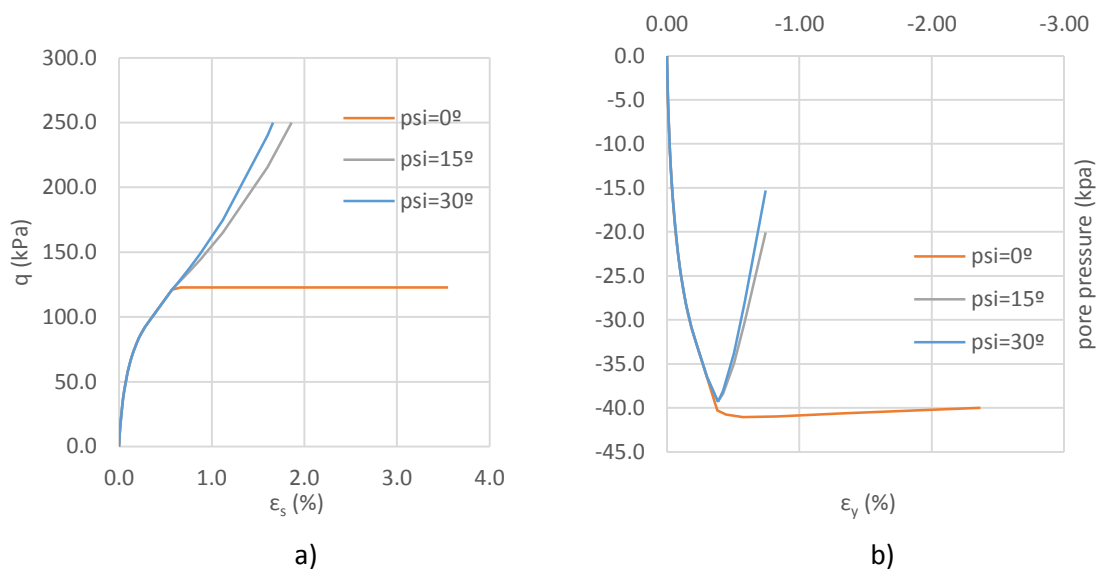 300.0
250.0
200.0
150.0
100.0
50.0
0.0
q (kPa)
psi=0º
psi=15º
psi=30º
0.0 1.0 2.0 3.0 4.0
εs (%)
a)
0.00 -1.00 -2.00 -3.00
0.0
-5.0
-10.0
-15.0
-20.0
-25.0
-30.0
-35.0
-40.0
-45.0
psi=0º
psi=15º
psi=30º
pore pressure (kpa)
εy (%)
b)